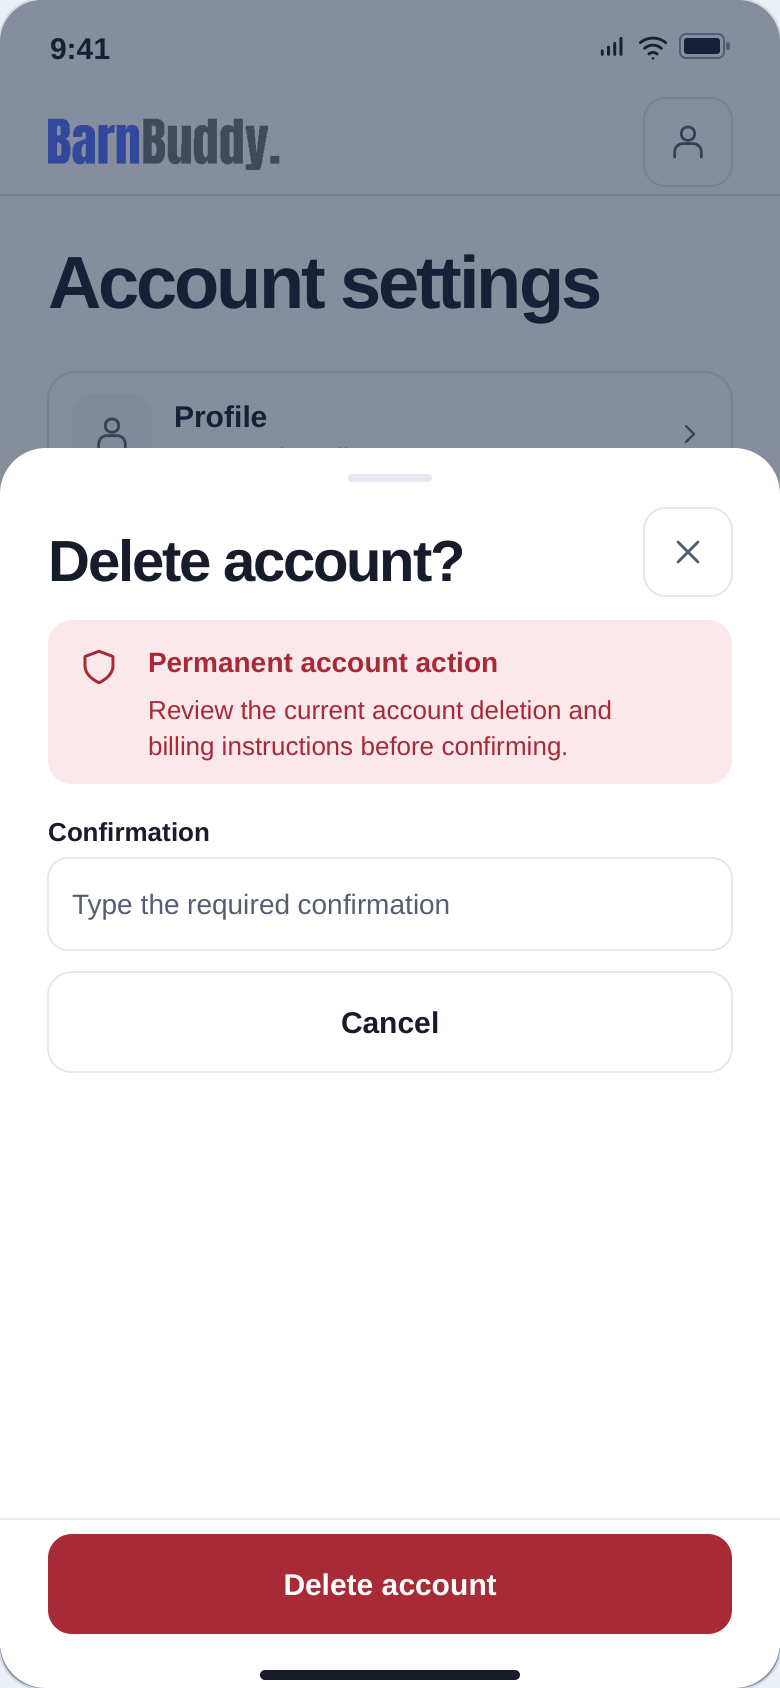 9:41
BarnBuddy.
Account settings
Profile
Delete account?
Permanent account action
Review the current account deletion and
billing instructions before confirming.
Confirmation
Type the required confirmation
Cancel
Delete account